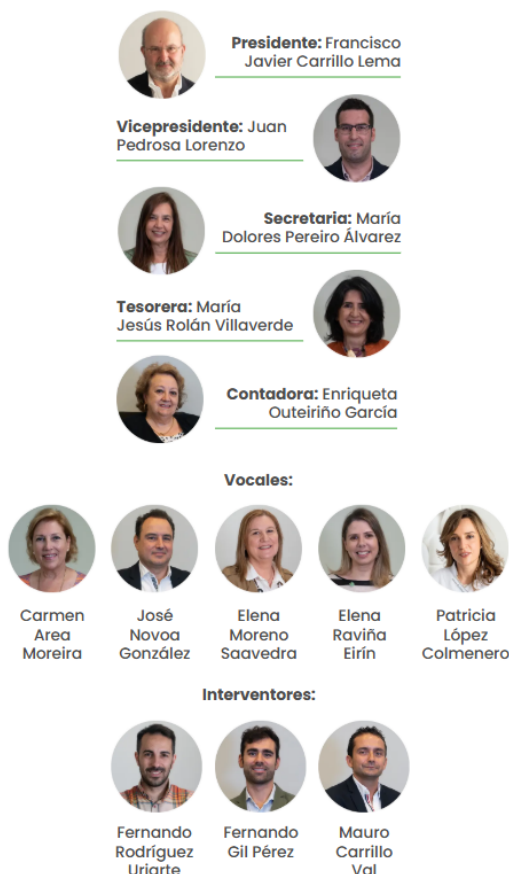 Presidente: Francisco
Javier Carrillo Lema
Vicepresidente: Juan
Pedrosa Lorenzo
Secretaria: María
Dolores Pereiro Álvarez
Tesorera: María
Jesús Rolán Villaverde
Contadora: Enriqueta
Outeiriño García
Vocales:
Carmen
Area
Moreira
José
Novoa
González
Elena
Moreno
Saavedra
Elena
Raviña
Eirín
Patricia
López
Colmenero
Interventores:
Fernando
Rodríguez
Uriarte
Fernando
Gil Pérez
Mauro
Carrillo
Val